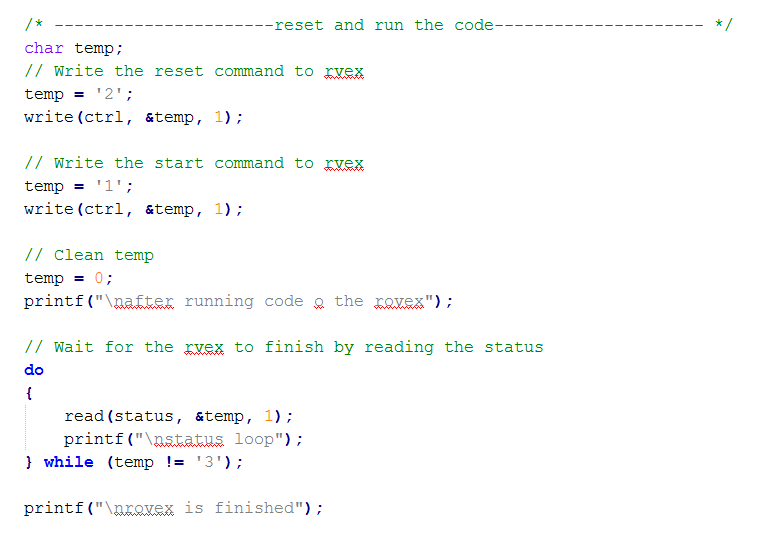 /* ----------------------reset and run the code--------------------- */
char temp;
// Write the reset command to rvex
temp = '2';
write(ctrl, &temp, 1);
// Write the start command to rvex
temp = '1';
write(ctrl, &temp, 1);
// Clean temp
temp = 0;
printf("\nafter running code o the rovex");
// Wait for the rvex to finish by reading the status
do
{
read(status, &temp, 1);
printf("\nstatus loop");
} while (temp != '3');
printf("\nrovex is finished");